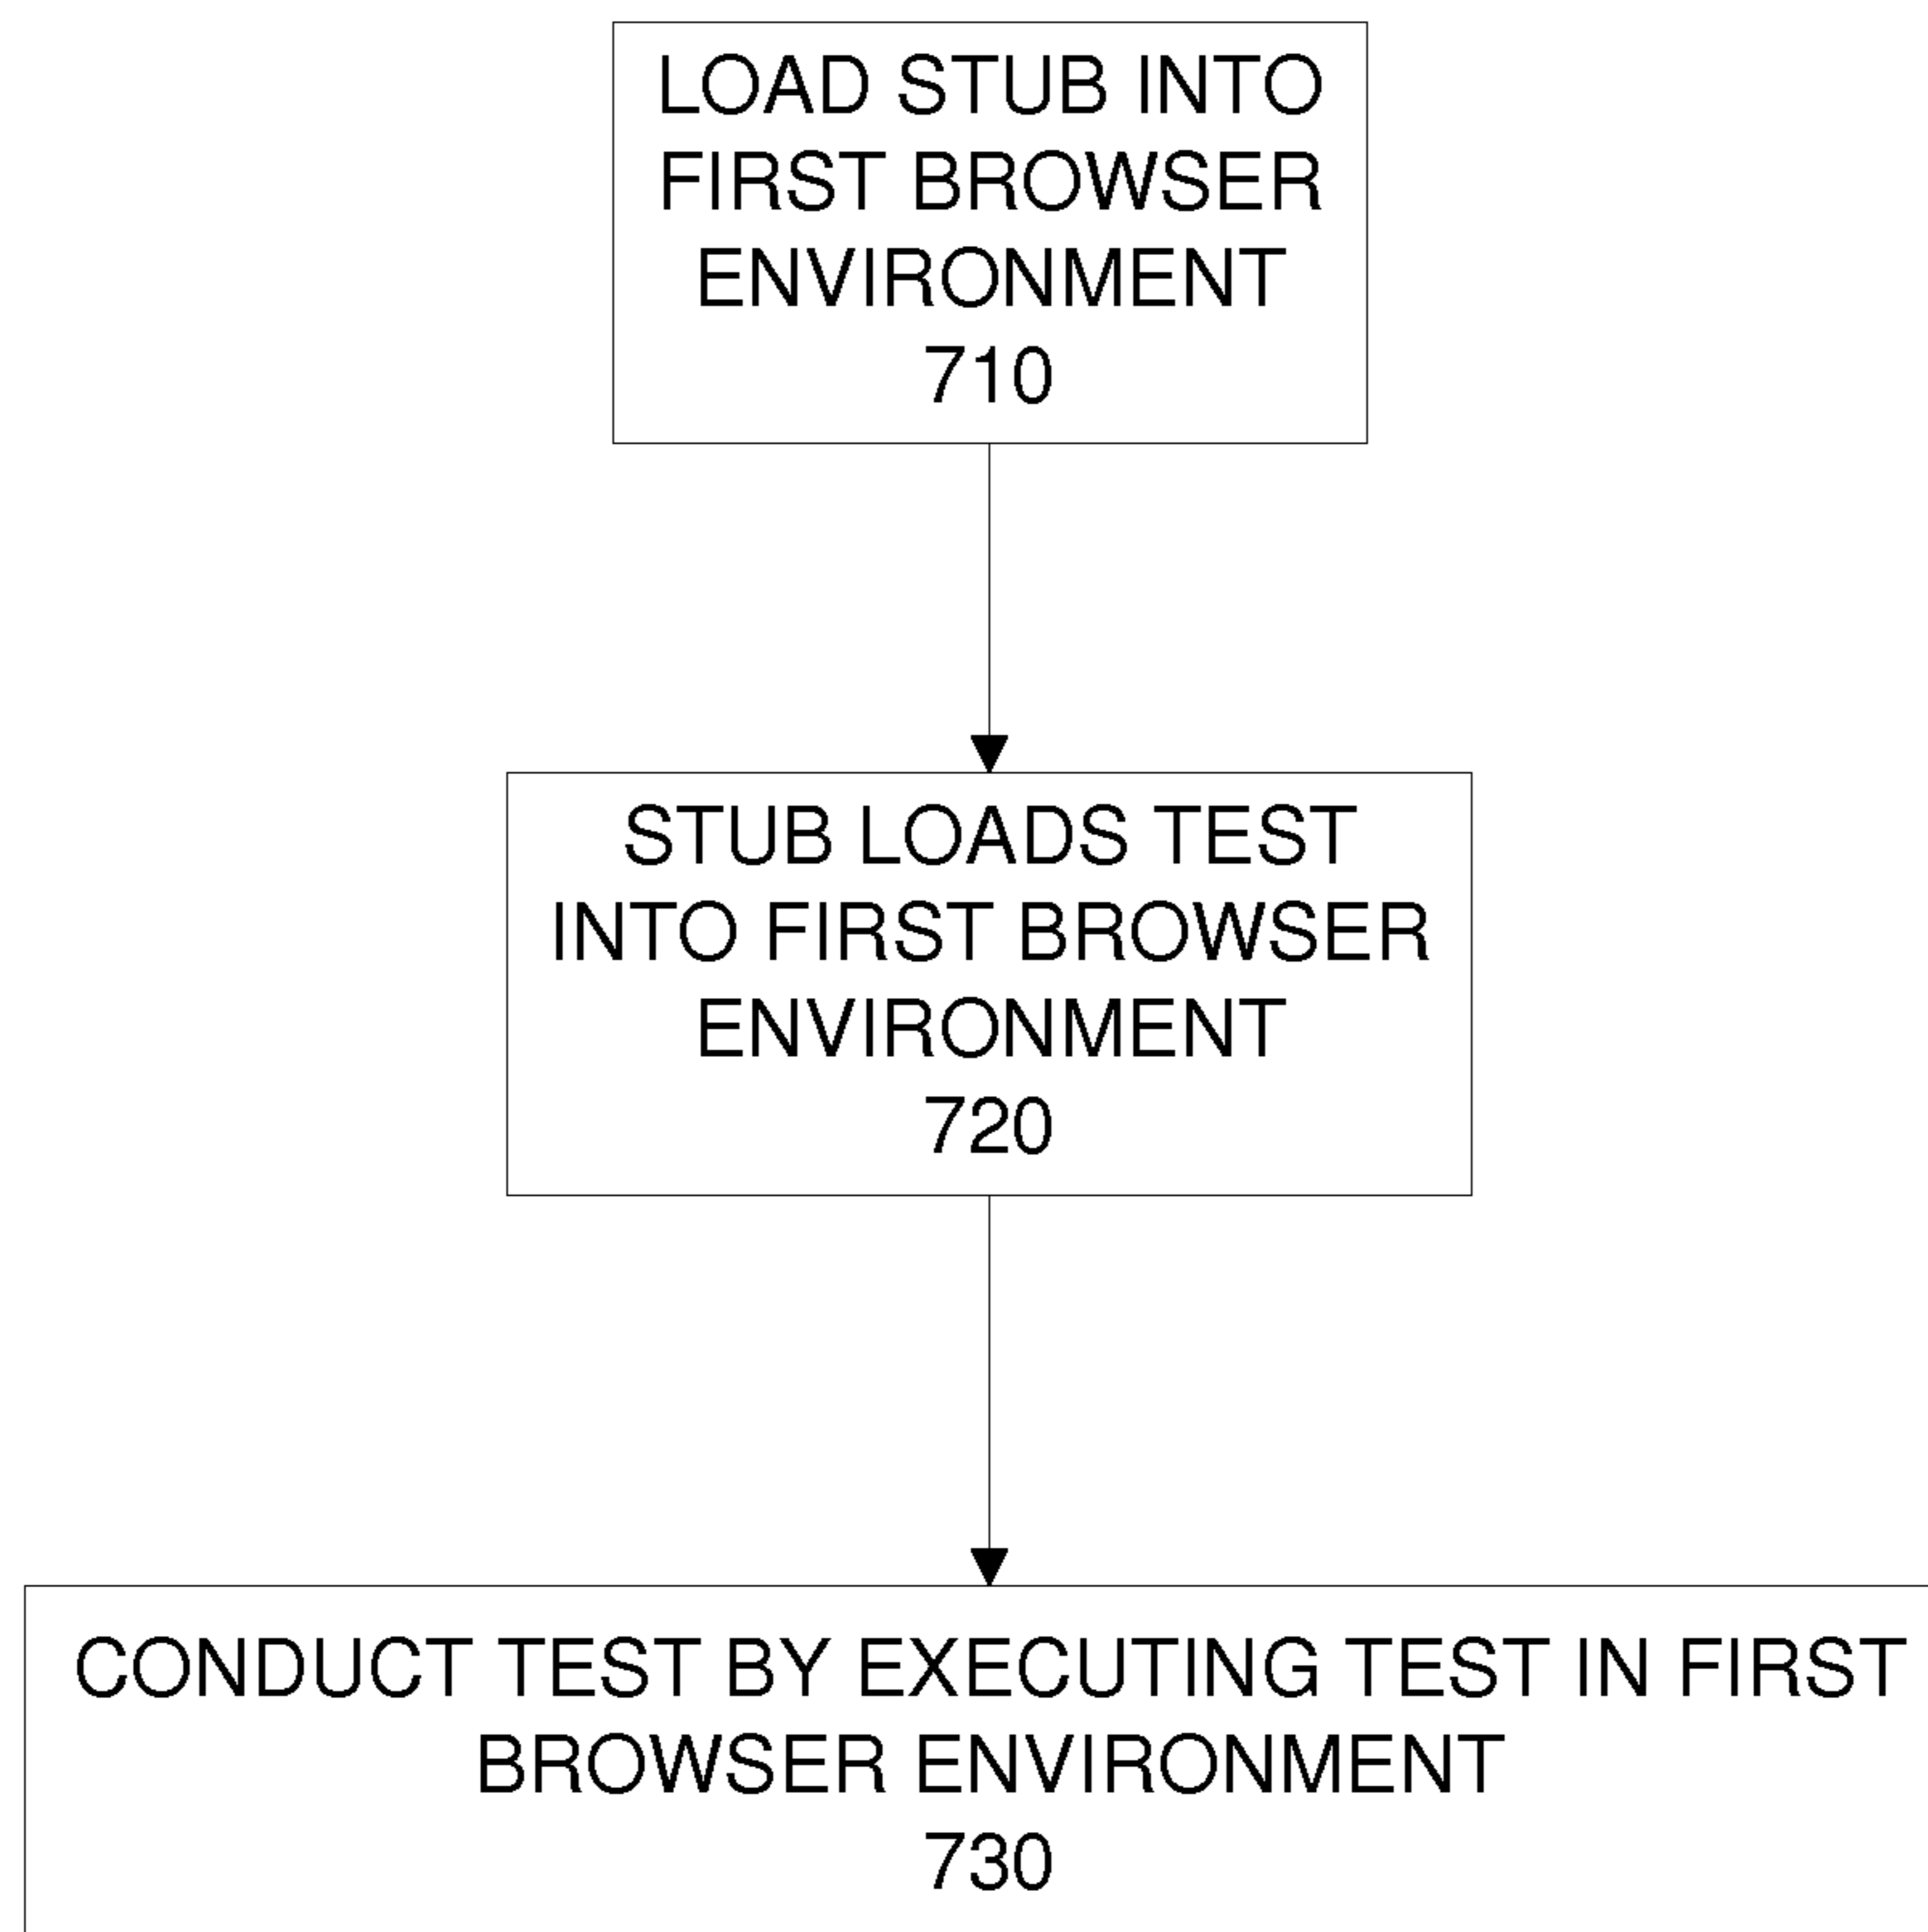 LOAD STUB INTO
FIRST BROWSER
ENVIRONMENT
710
STUB LOADS TEST
INTO FIRST BROWSER
ENVIRONMENT
720
CONDUCT TEST BY EXECUTING TEST IN FIRST
BROWSER ENVIRONMENT
730